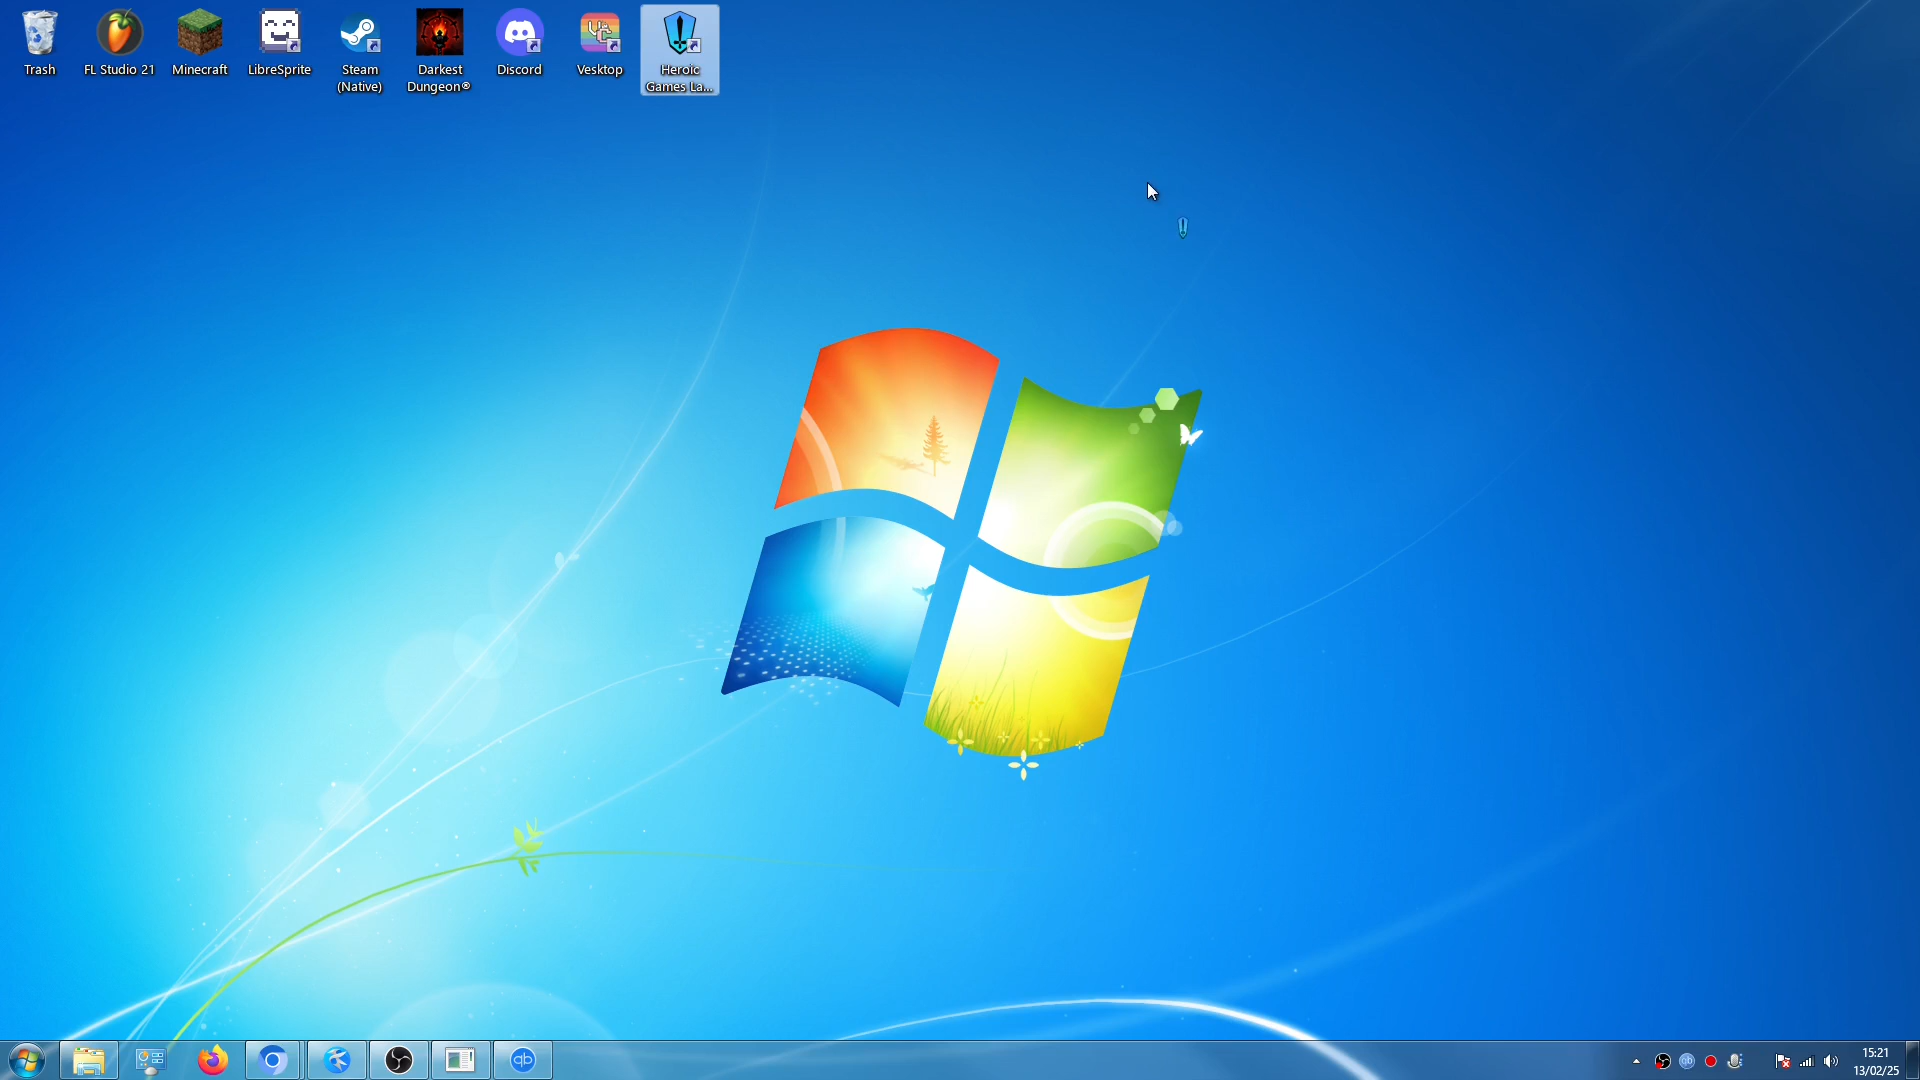 Trash
FL Studio 21
Minecraft
LibreSprite
Steam
(Native)
Darkest
Dungeon®
Discord
Vesktop
Heroic
Games La...
15:21
13/02/25